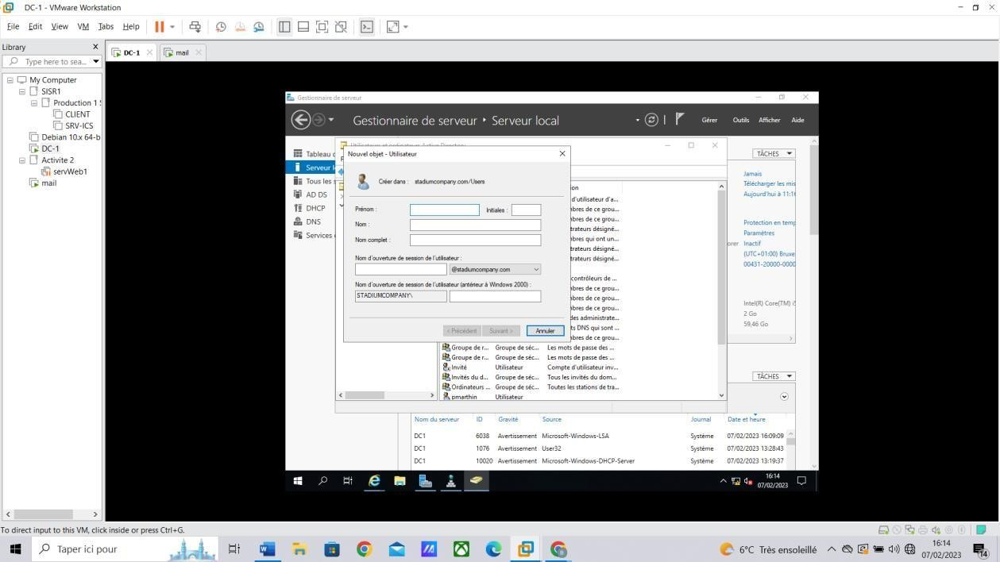 DC-1 - VMware Workstation
File Edit View VM Tabs Help
Library
Type here to sea...
My Computer
SISR1
Production 1
CLIENT
SRV-ICS
Debian 10.x 64-b
DC-1
Activite 2
servWeb1
mail
DC-1
mail
Gestionnaire de serveur
Gestionnaire de serveur Serveur local
Gérer Outils Afficher Aide
Tableau
Serveur
Tous les
AD DS
DHCP
DNS
Services
Utilisateurs et ordinateurs Active Directory
Nouvel objet - Utilisateur
Créer dans : stadiumcompany.com/Users
Prénom :
Initiales :
Nom :
Nom complet :
Nom d'ouverture de session de l'utilisateur :
@stadiumcompany.com
Nom d'ouverture de session de l'utilisateur (antérieur à Windows 2000) :
STADIUMCOMPANY\
< Précédent Suivant > Annuler
d'utilisateur d'a...
bres de ce grou...
bres de ce grou...
trateurs désigné...
bres qui ont un...
trateurs désigné...
trateurs désigné...
contrôleurs de ...
bres de ce grou...
bres de ce grou...
bres de ce grou...
des administrate...
ts DNS qui sont ...
bres de ce grou...
Groupe de r... Groupe de séc... Les mots de passe des ...
Groupe de r... Groupe de séc... Les mots de passe des ...
Invité Utilisateur Compte d'utilisateur inv...
Invités du d... Groupe de séc... Tous les invités du dom...
Ordinateurs ... Groupe de séc... Toutes les stations de tra...
pmarthin Utilisateur
TÂCHES
Jamais
Télécharger les mis
Aujourd'hui à 11:1
Protection en temp
Paramètres
Inactif
(UTC+01:00) Bruxe
00431-20000-0000
Intel(R) Core(TM) i5
2 Go
59,46 Go
TÂCHES
Nom du serveur ID Gravité Source Journal Date et heure
DC1 6038 Avertissement Microsoft-Windows-LSA Système 07/02/2023 16:09:09
DC1 1076 Avertissement User32 Système 07/02/2023 13:28:43
DC1 10020 Avertissement Microsoft-Windows-DHCP-Server Système 07/02/2023 13:19:37
16:14
07/02/2023
To direct input to this VM, click inside or press Ctrl+G.
Taper ici pour
6°C Très ensoleillé
16:14
07/02/2023
14